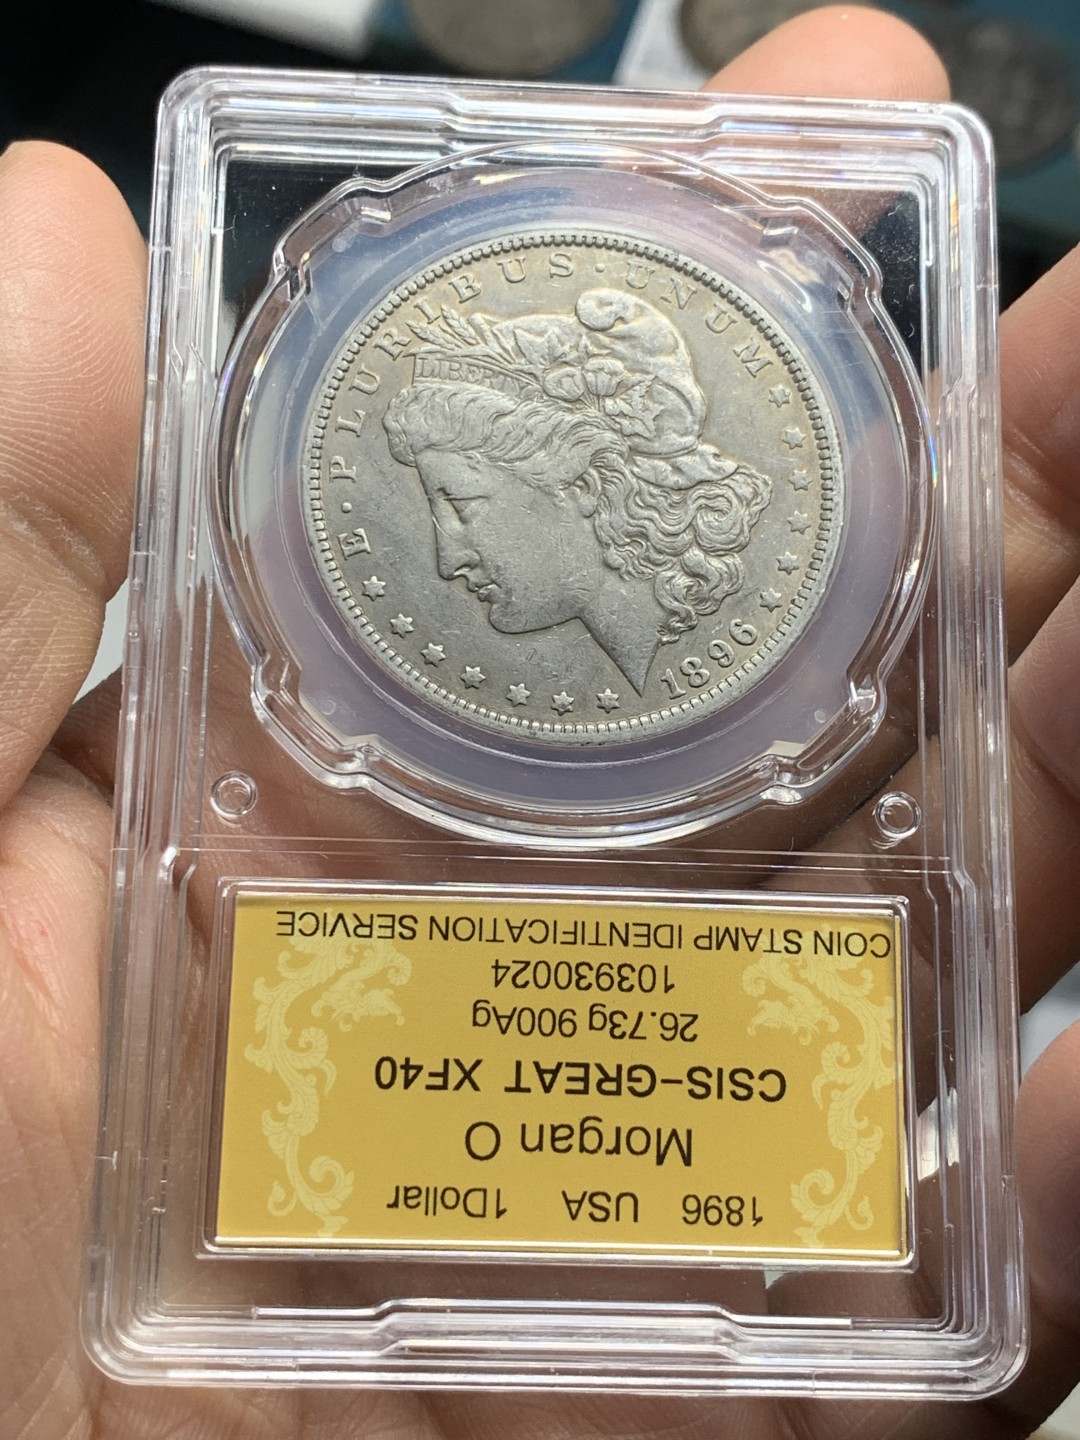 E·PLURIBUS·UNUM
LIBERTY
1896
1896 USA 1Dollar
Morgan O
CSIS-GREAT XF40
26.73g 900Ag
103930024
COIN STAMP IDENTIFICATION SERVICE